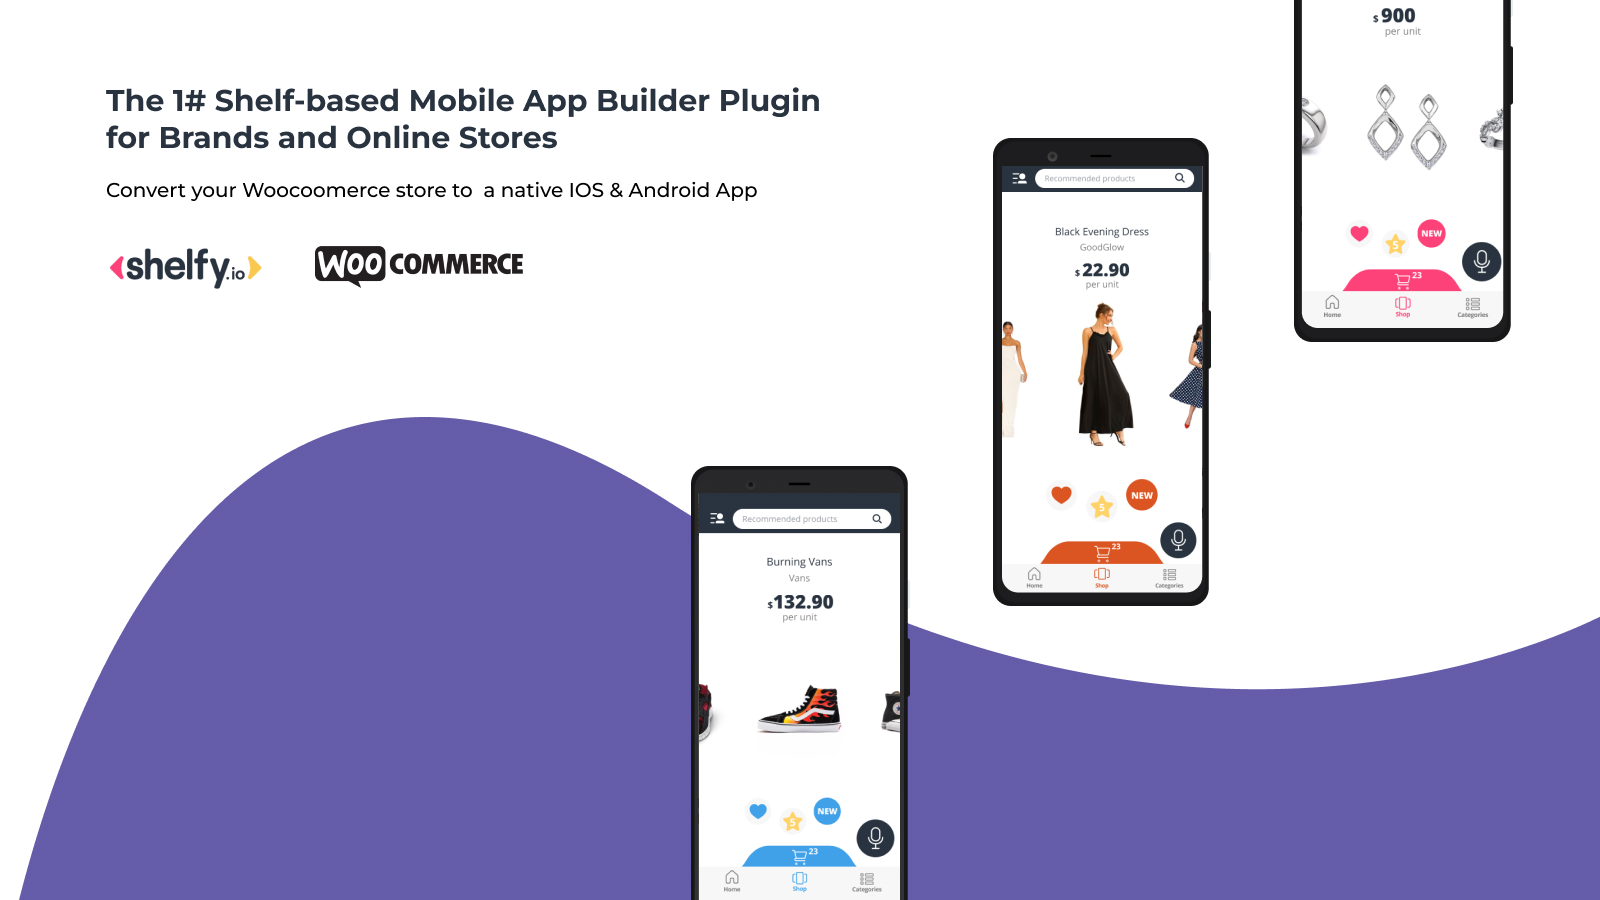 The 1# Shelf-based Mobile App Builder Plugin
for Brands and Online Stores
Convert your Woocoomerce store to a native IOS & Android App
shelfy.io
WOO COMMERCE
Recommended products
Burning Vans
Vans
$132.90
per unit
5
NEW
23
Home
Shop
Categories
Recommended products
Black Evening Dress
GoodGlow
$ 22.90
per unit
5
NEW
23
Home
Shop
Categories
$ 900
per unit
5
NEW
23
Home
Shop
Categories